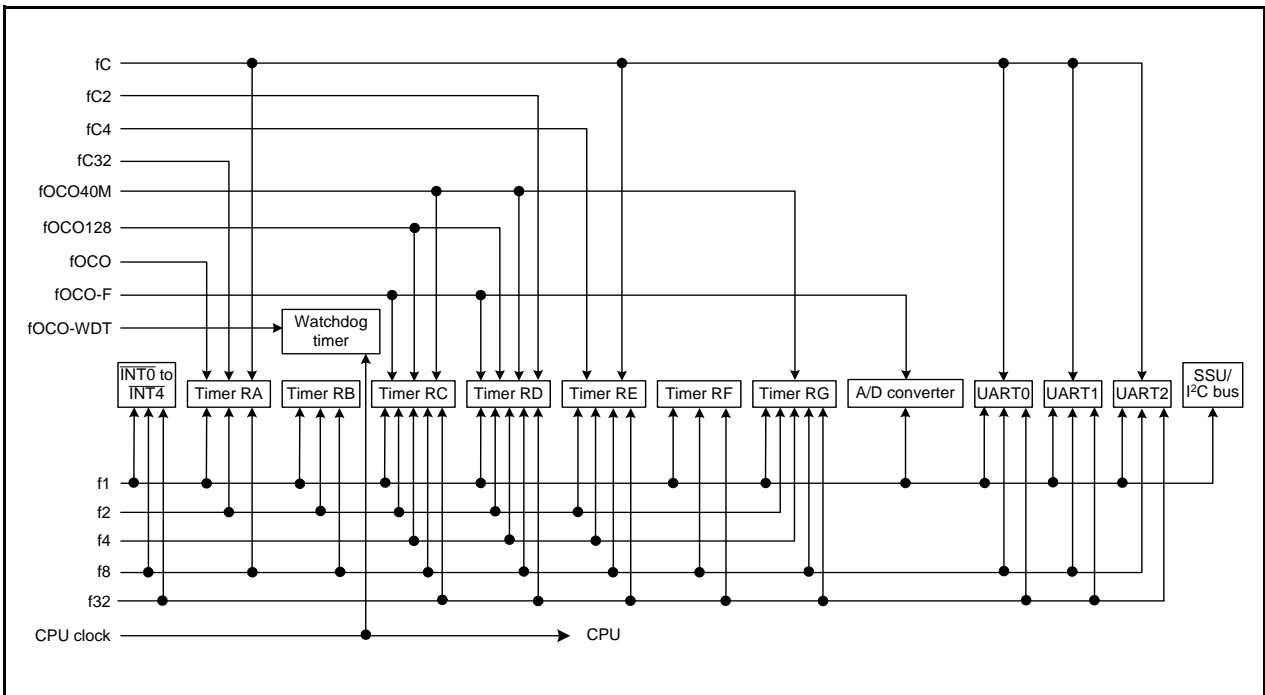 fC
fC2
fC4
fC32
fOCO40M
fOCO128
fOCO
fOCO-F
fOCO-WDT
Watchdog
timer
INT0 to
INT4
Timer RA
Timer RB
Timer RC
Timer RD
Timer RE
Timer RF
Timer RG
A/D converter
UART0
UART1
UART2
SSU/
I²C bus
f1
f2
f4
f8
f32
CPU clock
CPU